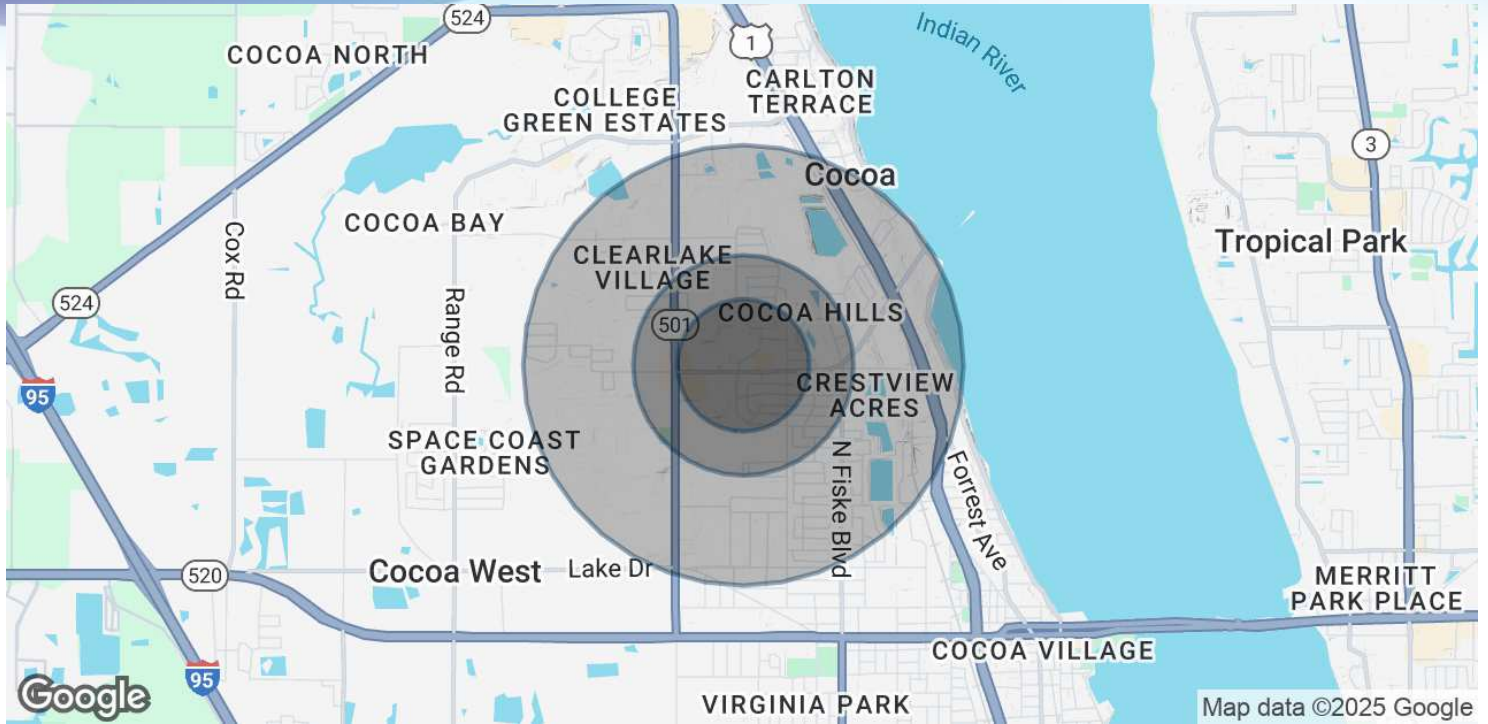 524
COCOA NORTH
1
Indian River
CARLTON
TERRACE
COLLEGE
GREEN ESTATES
3
Cocoa
COCOA BAY
Cox Rd
Tropical Park
CLEARLAKE
VILLAGE
524
Range Rd
501
COCOA HILLS
95
CRESTVIEW
ACRES
SPACE COAST
GARDENS
N Fiske Blvd
Forrest Ave
520
Cocoa West
Lake Dr
MERRITT
PARK PLACE
COCOA VILLAGE
95
VIRGINIA PARK
Google
Map data ©2025 Google